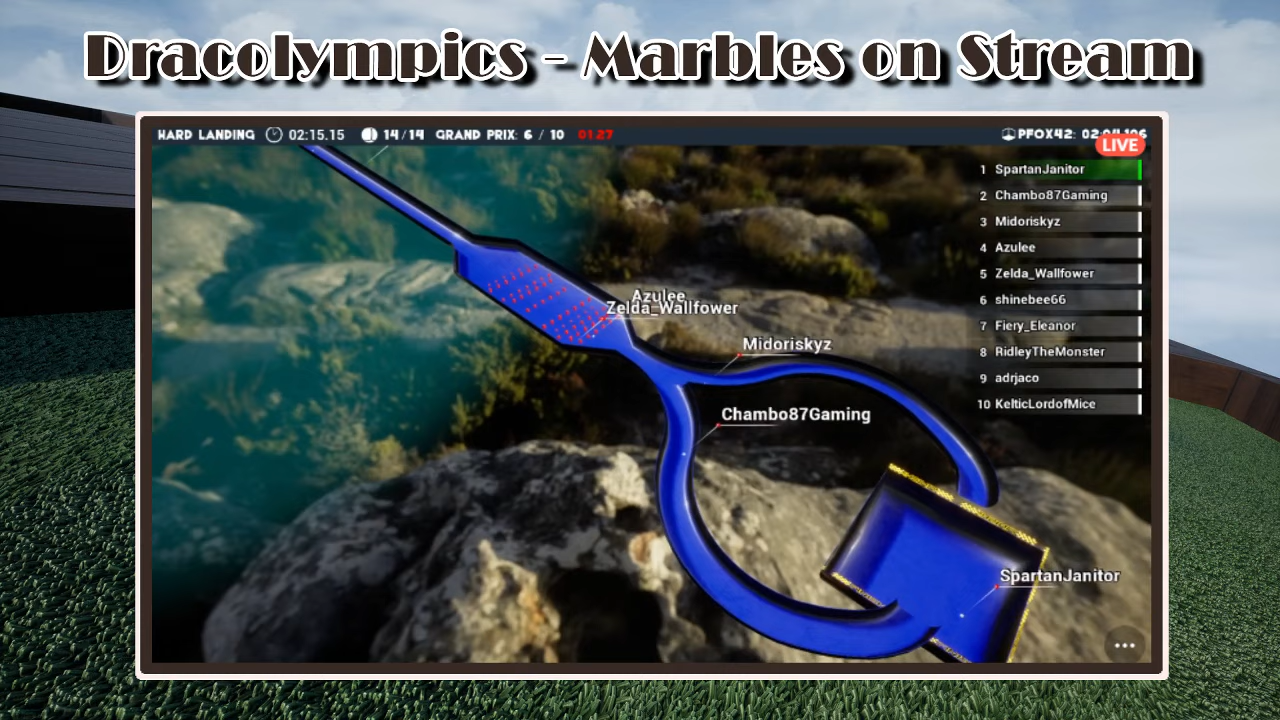 Dracolympics - Marbles on Stream
HARD LANDING 02:15.15 14/14 GRAND PRIX: 6 / 10 01:27 PFOX42:
LIVE
1 SpartanJanitor
2 Chambo87Gaming
3 Midoriskyz
4 Azulee
5 Zelda_Wallfower
6 shinebee66
7 Fiery_Eleanor
8 RidleyTheMonster
9 adrjaco
10 KelticLordofMice
Azulee
Zelda_Wallfower
Midoriskyz
Chambo87Gaming
SpartanJanitor